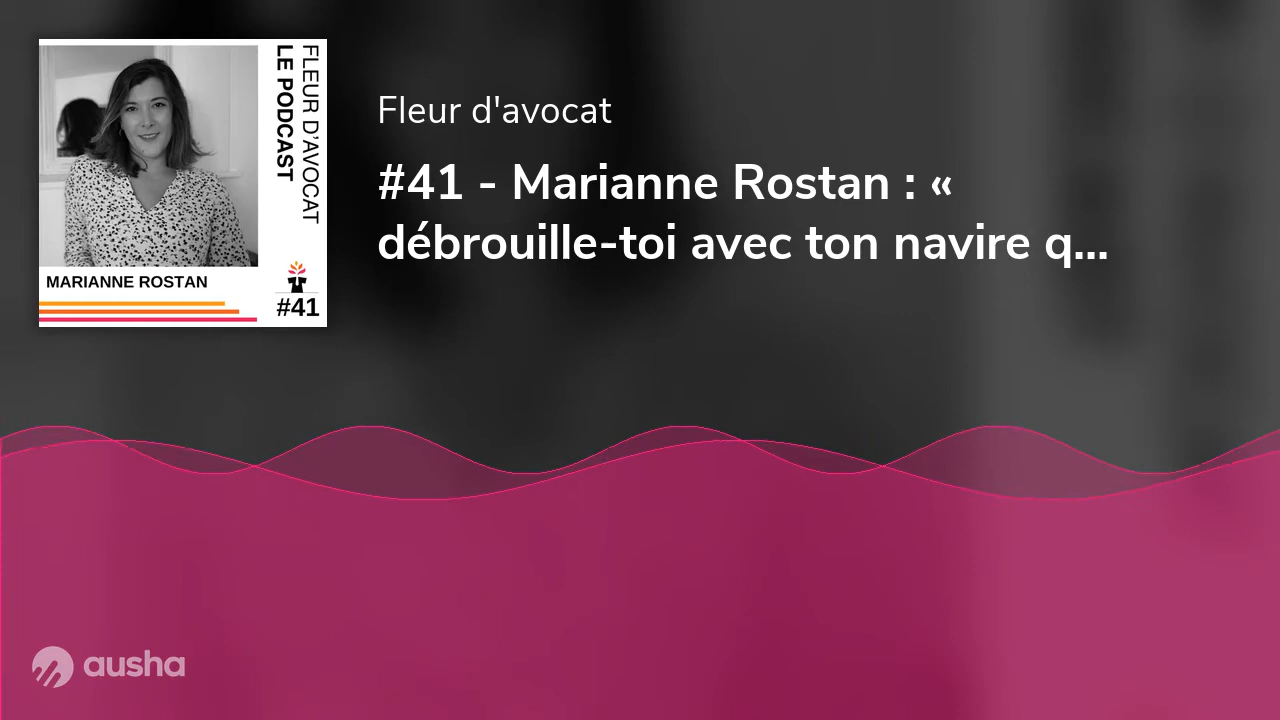 FLEUR D'AVOCAT
LE PODCAST
MARIANNE ROSTAN
#41
Fleur d'avocat
#41 - Marianne Rostan : «
débrouille-toi avec ton navire q...
ausha